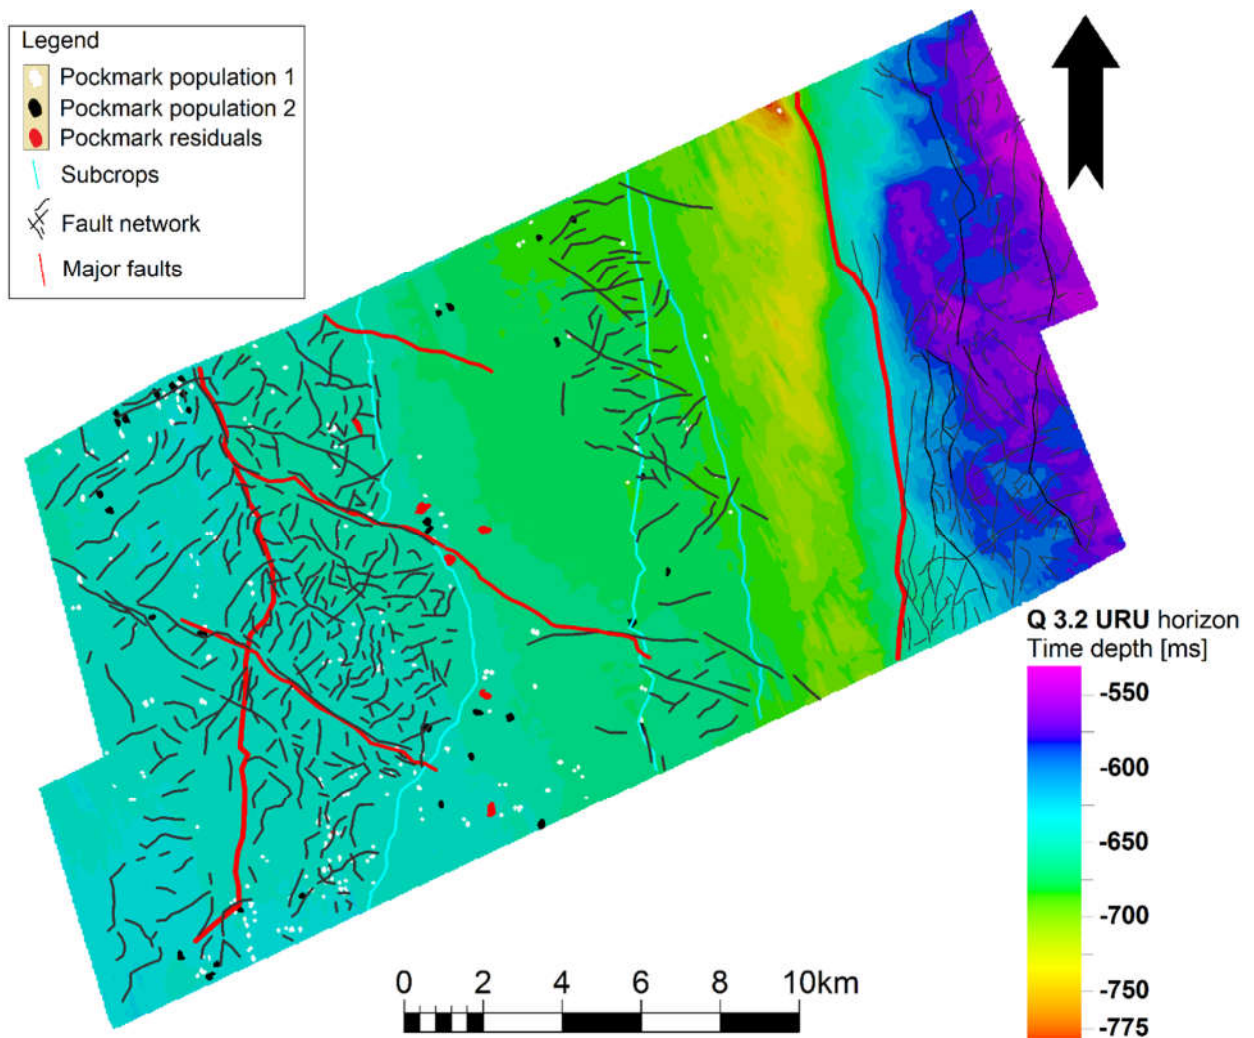 Legend
Pockmark population 1
Pockmark population 2
Pockmark residuals
Subcrops
Fault network
Major faults
Q 3.2 URU horizon
Time depth [ms]
-550
-600
-650
-700
-750
-775
0 2 4 6 8 10km